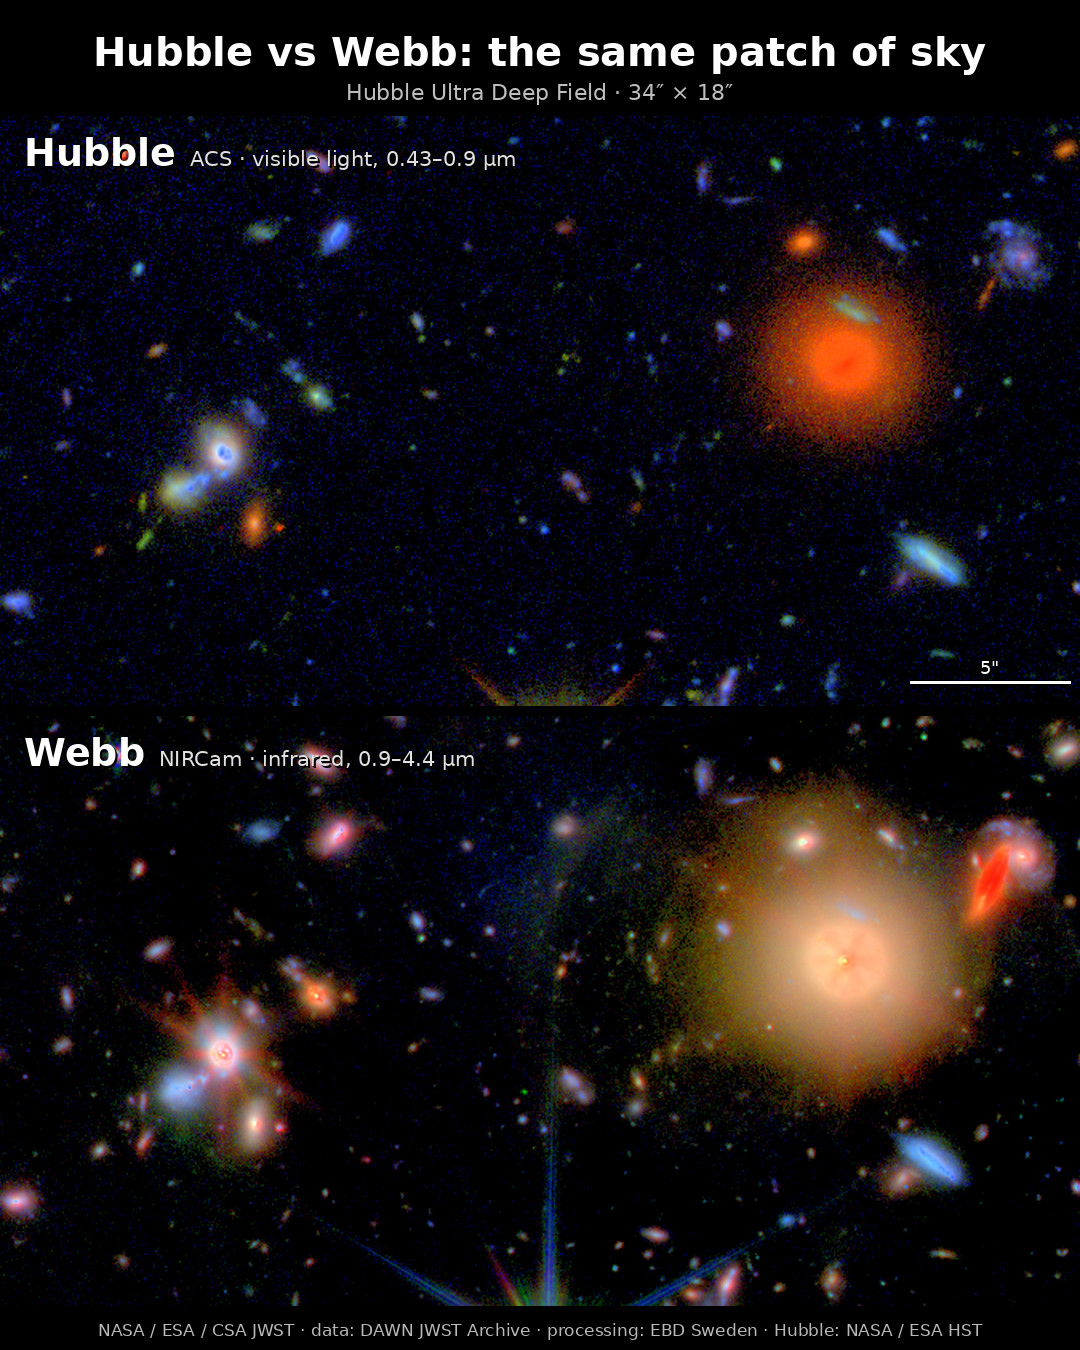 Hubble vs Webb: the same patch of sky
Hubble Ultra Deep Field · 34″ × 18″
Hubble ACS · visible light, 0.43–0.9 µm
5"
Webb NIRCam · infrared, 0.9–4.4 µm
NASA / ESA / CSA JWST · data: DAWN JWST Archive · processing: EBD Sweden · Hubble: NASA / ESA HST